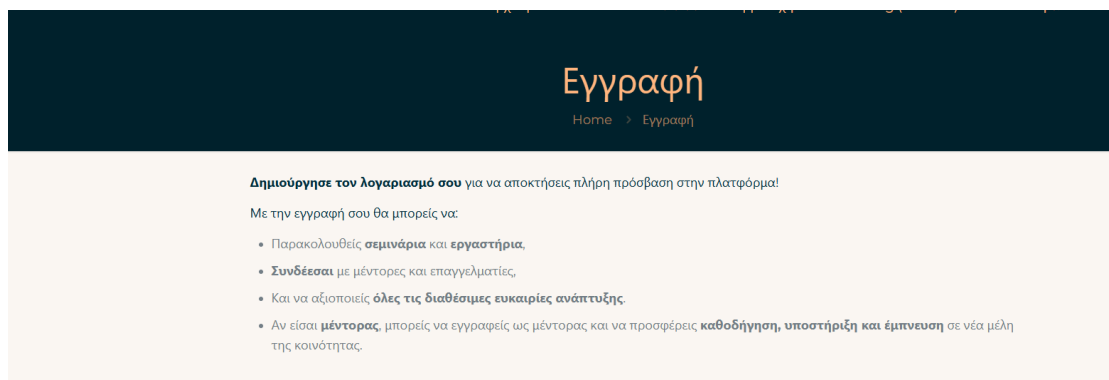 Εγγραφή
Home > Εγγραφή
Δημιούργησε τον λογαριασμό σου για να αποκτήσεις πλήρη πρόσβαση στην πλατφόρμα!
Με την εγγραφή σου θα μπορείς να:
• Παρακολουθείς σεμινάρια και εργαστήρια,
• Συνδέεσαι με μέντορες και επαγγελματίες,
• Και να αξιοποιείς όλες τις διαθέσιμες ευκαιρίες ανάπτυξης.
• Αν είσαι μέντορας, μπορείς να εγγραφείς ως μέντορας και να προσφέρεις καθοδήγηση, υποστήριξη και έμπνευση σε νέα μέλη
της κοινότητας.